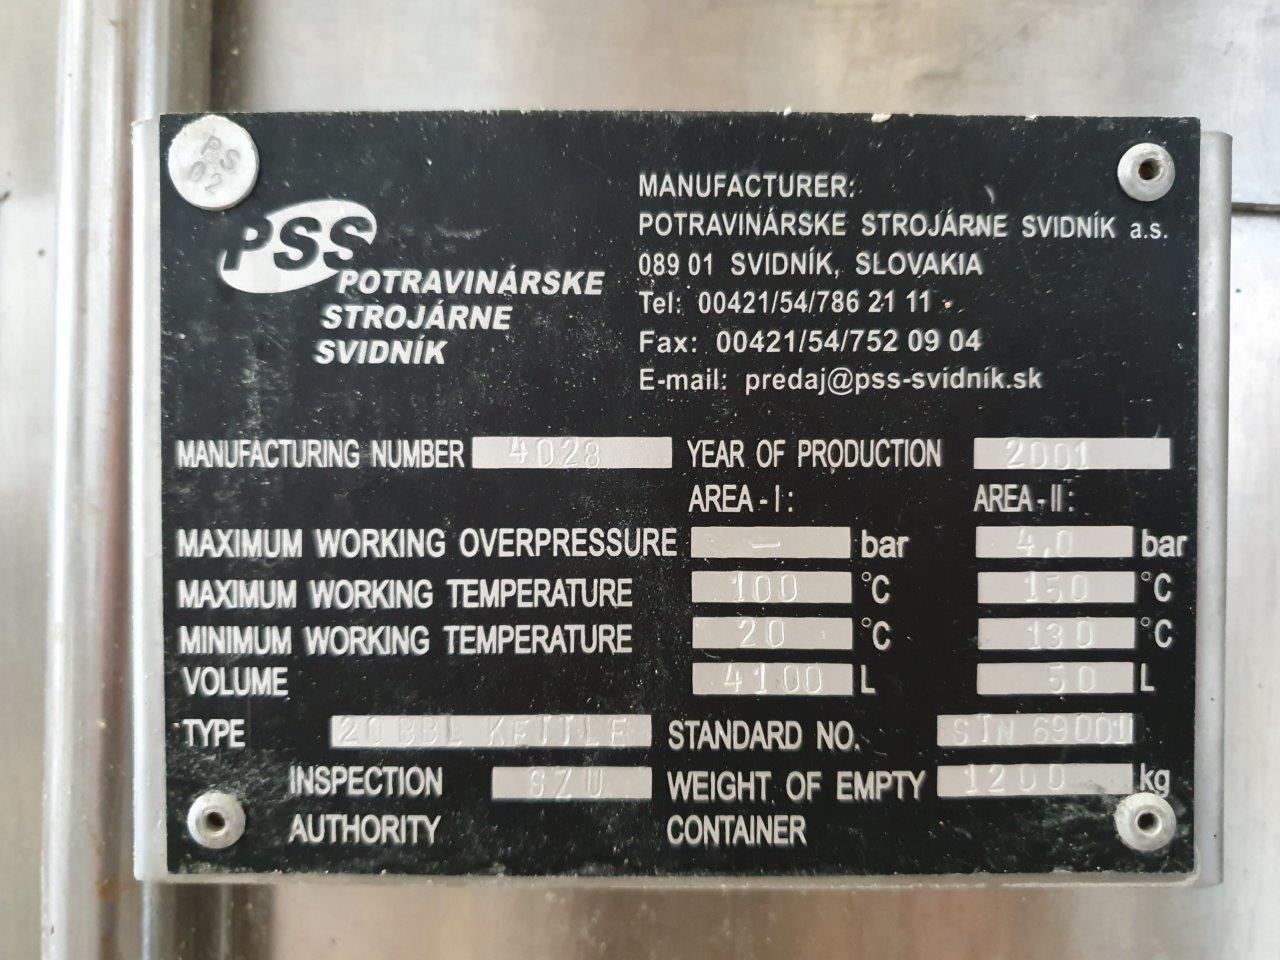 PS
02
PSS
POTRAVINÁRSKE
STROJÁRNE
SVIDNÍK
MANUFACTURER:
POTRAVINÁRSKE STROJÁRNE SVIDNÍK a.s.
089 01 SVIDNÍK, SLOVAKIA
Tel: 00421/54/786 21 11
Fax: 00421/54/752 09 04
E-mail: predaj@pss-svidník.sk
MANUFACTURING NUMBER 4028 YEAR OF PRODUCTION 2001
AREA - I : AREA - II :
MAXIMUM WORKING OVERPRESSURE - bar 4,0 bar
MAXIMUM WORKING TEMPERATURE 100 °C 150 °C
MINIMUM WORKING TEMPERATURE 20 °C 130 °C
VOLUME 4100 L 50 L
TYPE 20 BBL KETTLE STANDARD NO. STN 69001
INSPECTION SZU WEIGHT OF EMPTY 1200 kg
AUTHORITY CONTAINER